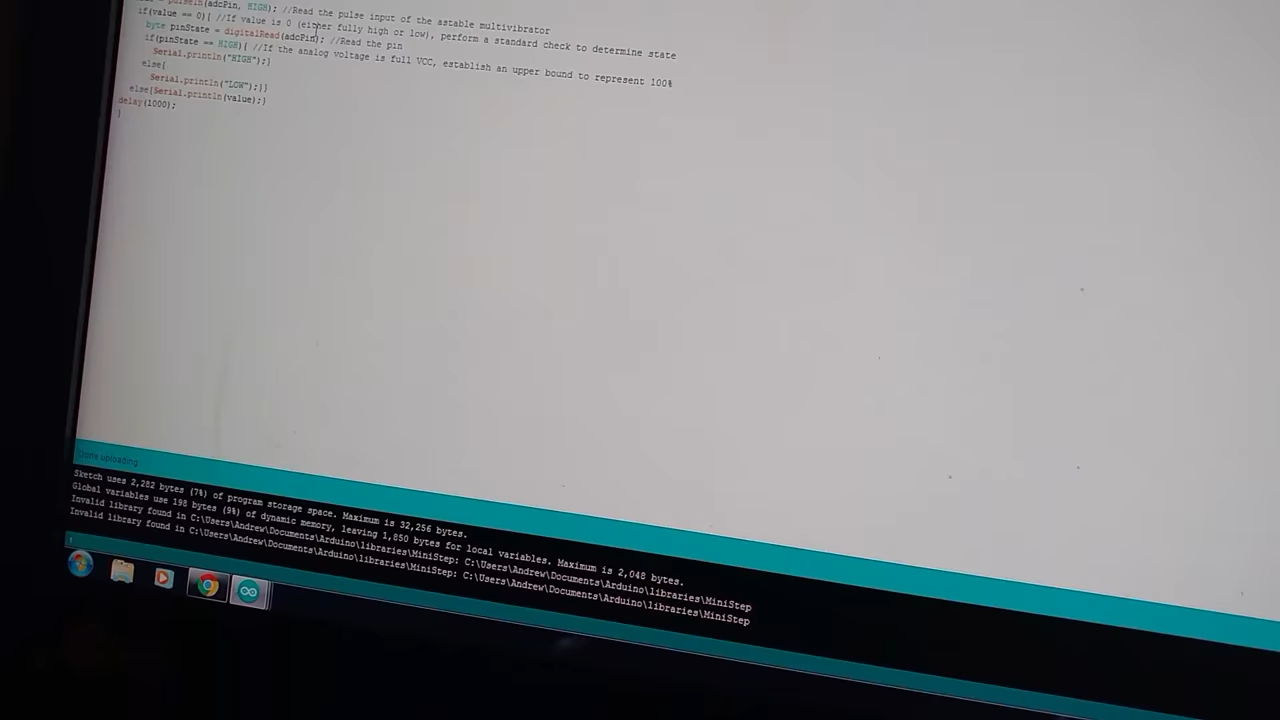 pulseIn(adcPin, HIGH); //Read the pulse input of the astable multivibrator
if(value == 0){ //If value is 0 (either fully high or low), perform a standard check to determine state
byte pinState = digitalRead(adcPin); //Read the pin
if(pinState == HIGH){ //If the analog voltage is full VCC, establish an upper bound to represent 100%
Serial.println("HIGH");}
else{
Serial.println("LOW");}}
else{Serial.println(value);}
delay(1000);
}
Done uploading
Sketch uses 2,282 bytes (7%) of program storage space. Maximum is 32,256 bytes.
Global variables use 198 bytes (9%) of dynamic memory, leaving 1,850 bytes for local variables. Maximum is 2,048 bytes.
Invalid library found in C:\Users\Andrew\Documents\Arduino\libraries\MiniStep: C:\Users\Andrew\Documents\Arduino\libraries\MiniStep
Invalid library found in C:\Users\Andrew\Documents\Arduino\libraries\MiniStep: C:\Users\Andrew\Documents\Arduino\libraries\MiniStep
1